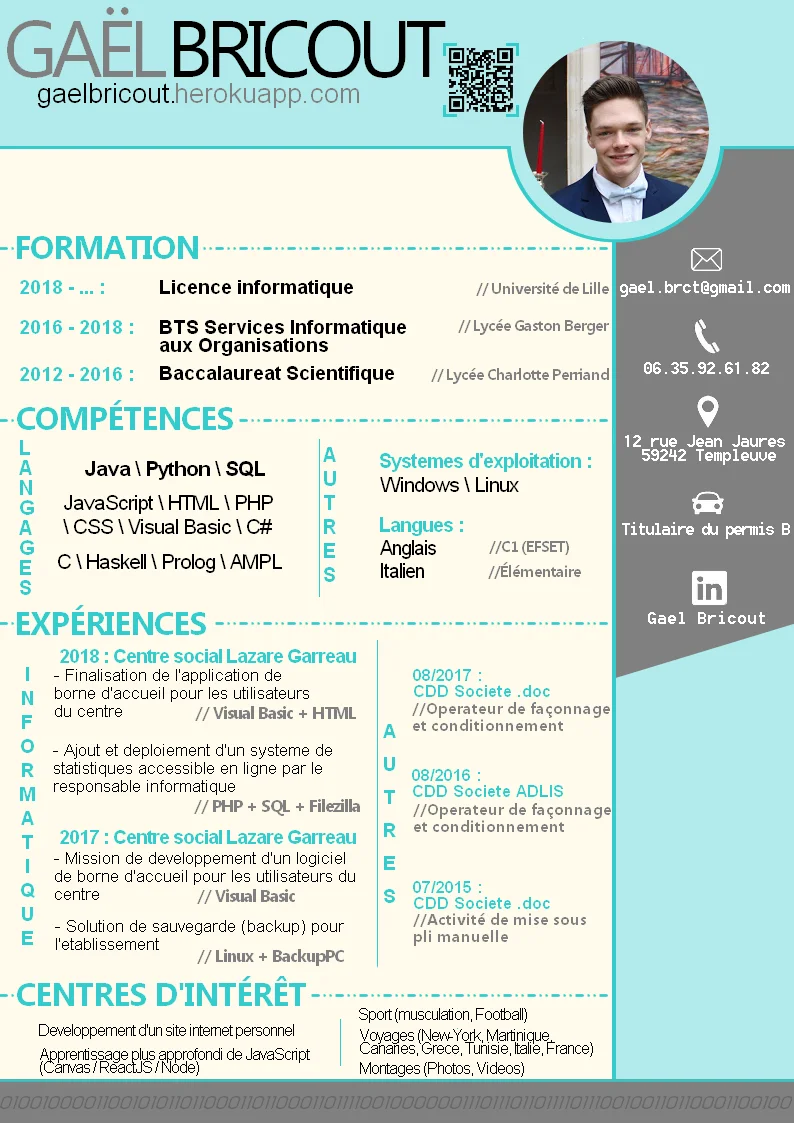 GAËL BRICOUT
gaelbricout.herokuapp.com
FORMATION
2018 - ... : Licence informatique // Université de Lille
2016 - 2018 : BTS Services Informatique // Lycée Gaston Berger
aux Organisations
2012 - 2016 : Baccalaureat Scientifique // Lycée Charlotte Perriand
COMPÉTENCES
LANGAGES
Java \ Python \ SQL
JavaScript \ HTML \ PHP
\ CSS \ Visual Basic \ C#
C \ Haskell \ Prolog \ AMPL
AUTRES
Systemes d'exploitation :
Windows \ Linux
Langues :
Anglais //C1 (EFSET)
Italien //Élémentaire
EXPÉRIENCES
INFORMATIQUE
2018 : Centre social Lazare Garreau
- Finalisation de l'application de
borne d'accueil pour les utilisateurs
du centre // Visual Basic + HTML
- Ajout et deploiement d'un systeme de
statistiques accessible en ligne par le
responsable informatique
// PHP + SQL + Filezilla
2017 : Centre social Lazare Garreau
- Mission de developpement d'un logiciel
de borne d'accueil pour les utilisateurs du
centre // Visual Basic
- Solution de sauvegarde (backup) pour
l'etablissement
// Linux + BackupPC
AUTRES
08/2017 :
CDD Societe .doc
//Operateur de façonnage
et conditionnement
08/2016 :
CDD Societe ADLIS
//Operateur de façonnage
et conditionnement
07/2015 :
CDD Societe .doc
//Activité de mise sous
pli manuelle
CENTRES D'INTÉRÊT
Developpement d'un site internet personnel
Apprentissage plus approfondi de JavaScript
(Canvas / ReactJS / Node)
Sport (musculation, Football)
Voyages (New-York, Martinique,
Canaries, Grece, Tunisie, Italie, France)
Montages (Photos, Videos)
gael.brct@gmail.com
06.35.92.61.82
12 rue Jean Jaures
59242 Templeuve
Titulaire du permis B
in
Gael Bricout